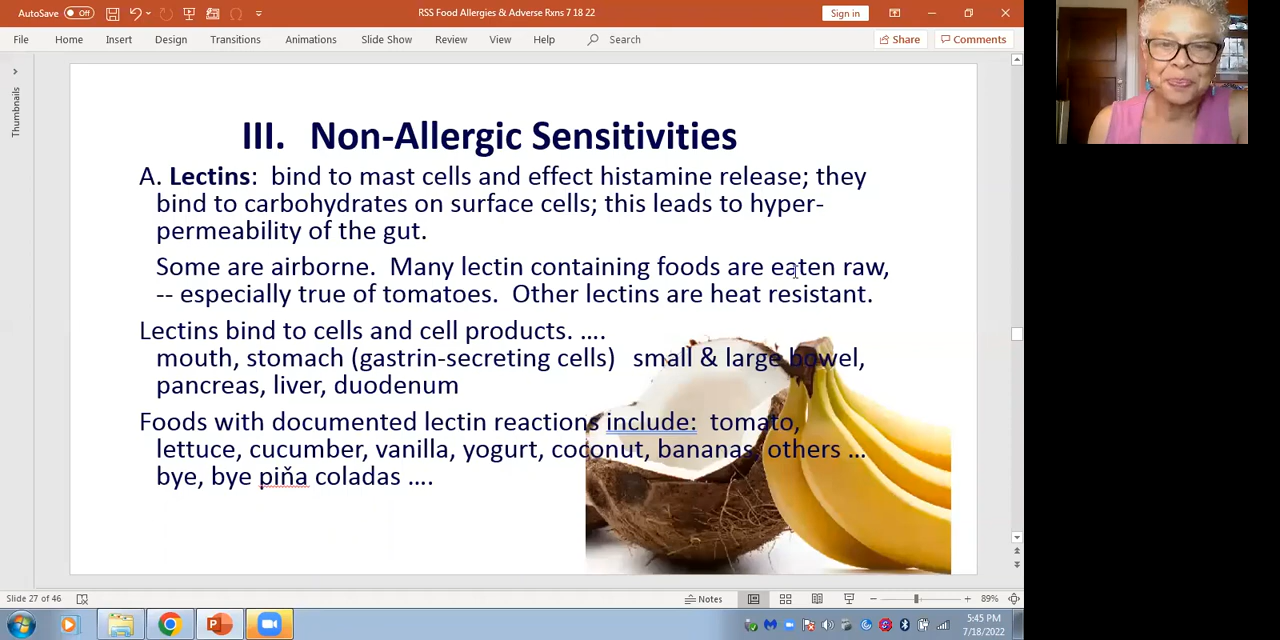 AutoSave Off RSS Food Allergies & Adverse Rxns 7 18 22 Sign in
File Home Insert Design Transitions Animations Slide Show Review View Help Search Share Comments
Thumbnails
III. Non-Allergic Sensitivities
A. Lectins: bind to mast cells and effect histamine release; they
bind to carbohydrates on surface cells; this leads to hyper-
permeability of the gut.
Some are airborne. Many lectin containing foods are eaten raw,
-- especially true of tomatoes. Other lectins are heat resistant.
Lectins bind to cells and cell products. ....
mouth, stomach (gastrin-secreting cells) small & large bowel,
pancreas, liver, duodenum
Foods with documented lectin reactions include: tomato,
lettuce, cucumber, vanilla, yogurt, coconut, bananas, others ...
bye, bye piňa coladas ....
Slide 27 of 46 Notes 89%
5:45 PM
7/18/2022